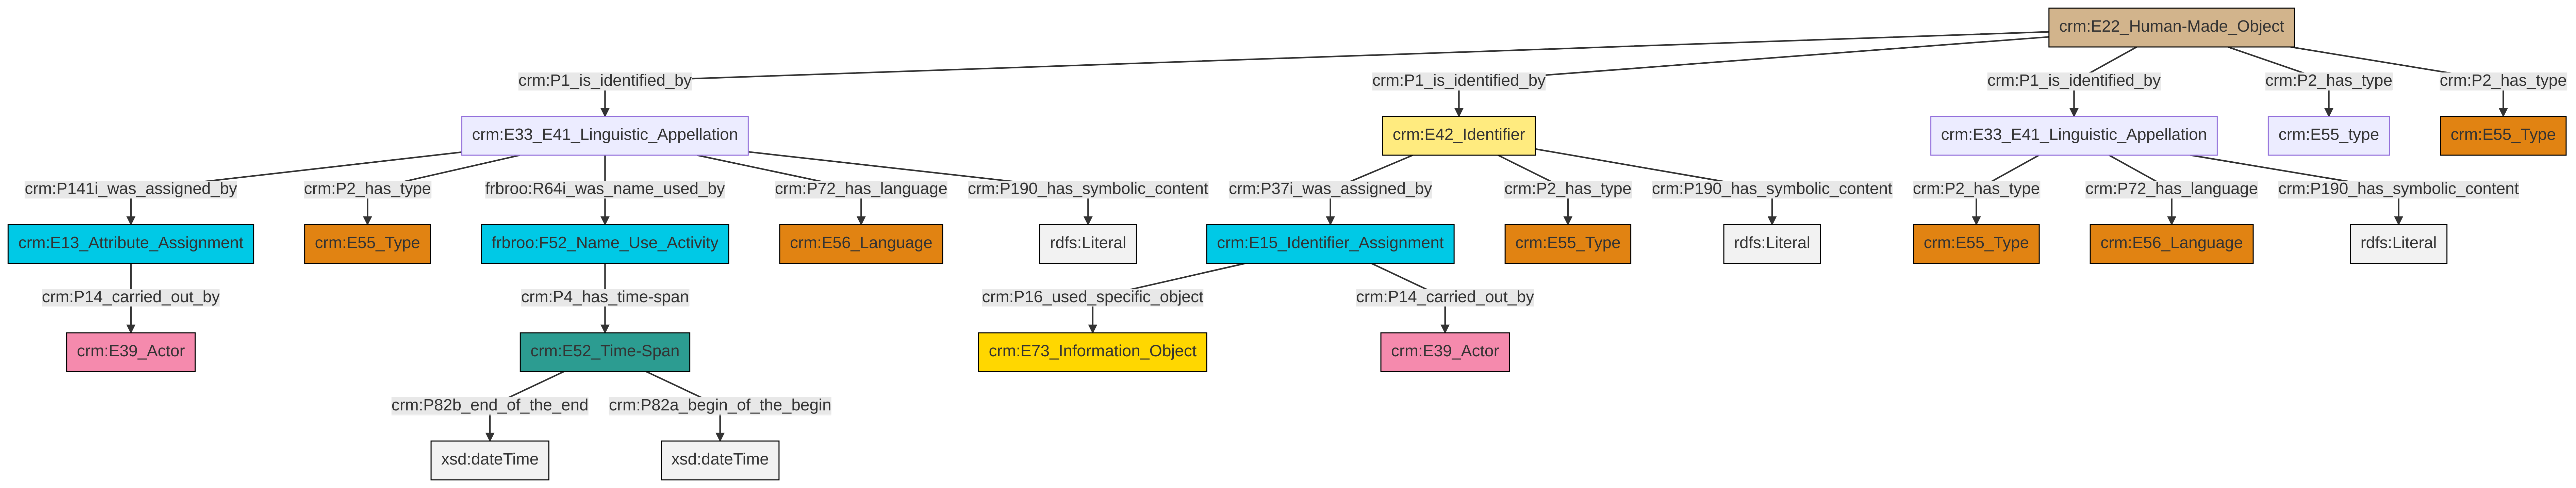 crm:E22_Human-Made_Object
crm:P1_is_identified_by
crm:P1_is_identified_by
crm:P1_is_identified_by
crm:P2_has_type
crm:P2_has_type
crm:E33_E41_Linguistic_Appellation
crm:E42_Identifier
crm:E33_E41_Linguistic_Appellation
crm:E55_type
crm:E55_Type
crm:P141i_was_assigned_by
crm:P2_has_type
frbroo:R64i_was_name_used_by
crm:P72_has_language
crm:P190_has_symbolic_content
crm:P37i_was_assigned_by
crm:P2_has_type
crm:P190_has_symbolic_content
crm:P2_has_type
crm:P72_has_language
crm:P190_has_symbolic_content
crm:E13_Attribute_Assignment
crm:E55_Type
frbroo:F52_Name_Use_Activity
crm:E56_Language
rdfs:Literal
crm:E15_Identifier_Assignment
crm:E55_Type
rdfs:Literal
crm:E55_Type
crm:E56_Language
rdfs:Literal
crm:P14_carried_out_by
crm:P4_has_time-span
crm:P16_used_specific_object
crm:P14_carried_out_by
crm:E39_Actor
crm:E52_Time-Span
crm:E73_Information_Object
crm:E39_Actor
crm:P82b_end_of_the_end
crm:P82a_begin_of_the_begin
xsd:dateTime
xsd:dateTime